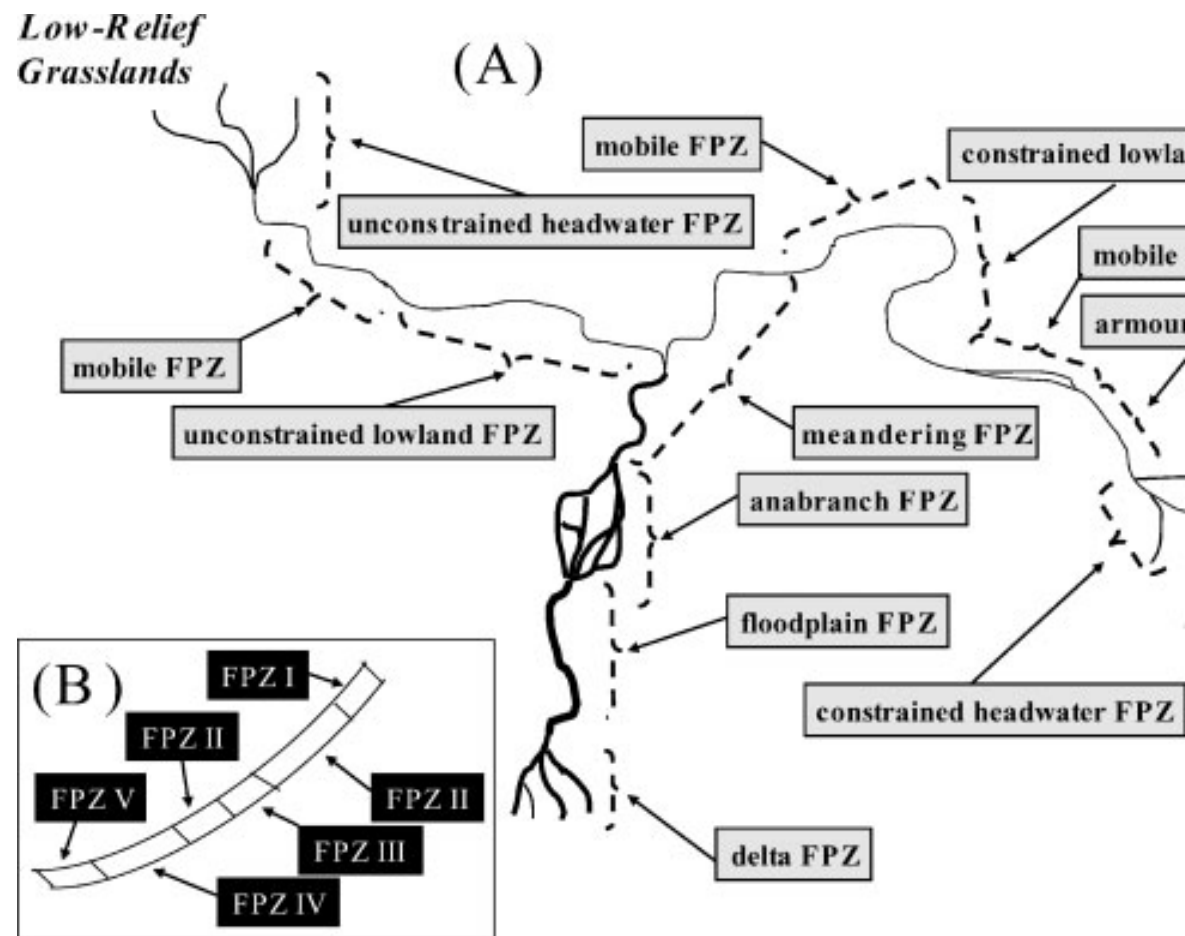 Low-Relief
Grasslands
(A)
mobile FPZ
constrained lowla
unconstrained headwater FPZ
mobile
armour
mobile FPZ
unconstrained lowland FPZ
meandering FPZ
anabranch FPZ
floodplain FPZ
constrained headwater FPZ
delta FPZ
(B)
FPZ I
FPZ II
FPZ V
FPZ II
FPZ III
FPZ IV